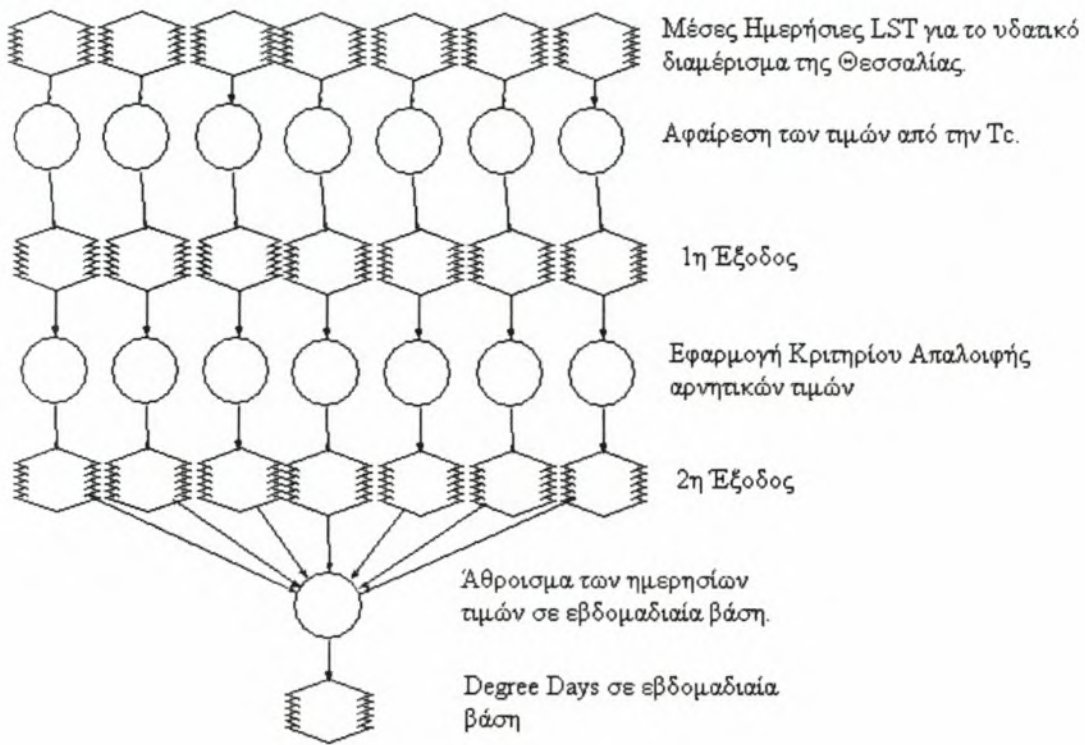 Μέσες Ημερήσιες LST για το υδατικό
διαμέρισμα της Θεσσαλίας.
Αφαίρεση των τιμών από την Tc.
1η Έξοδος
Εφαρμογή Κριτηρίου Απαλοιφής
αρνητικών τιμών
2η Έξοδος
Άθροισμα των ημερησίων
τιμών σε εβδομαδιαία βάση.
Degree Days σε εβδομαδιαία
βάση